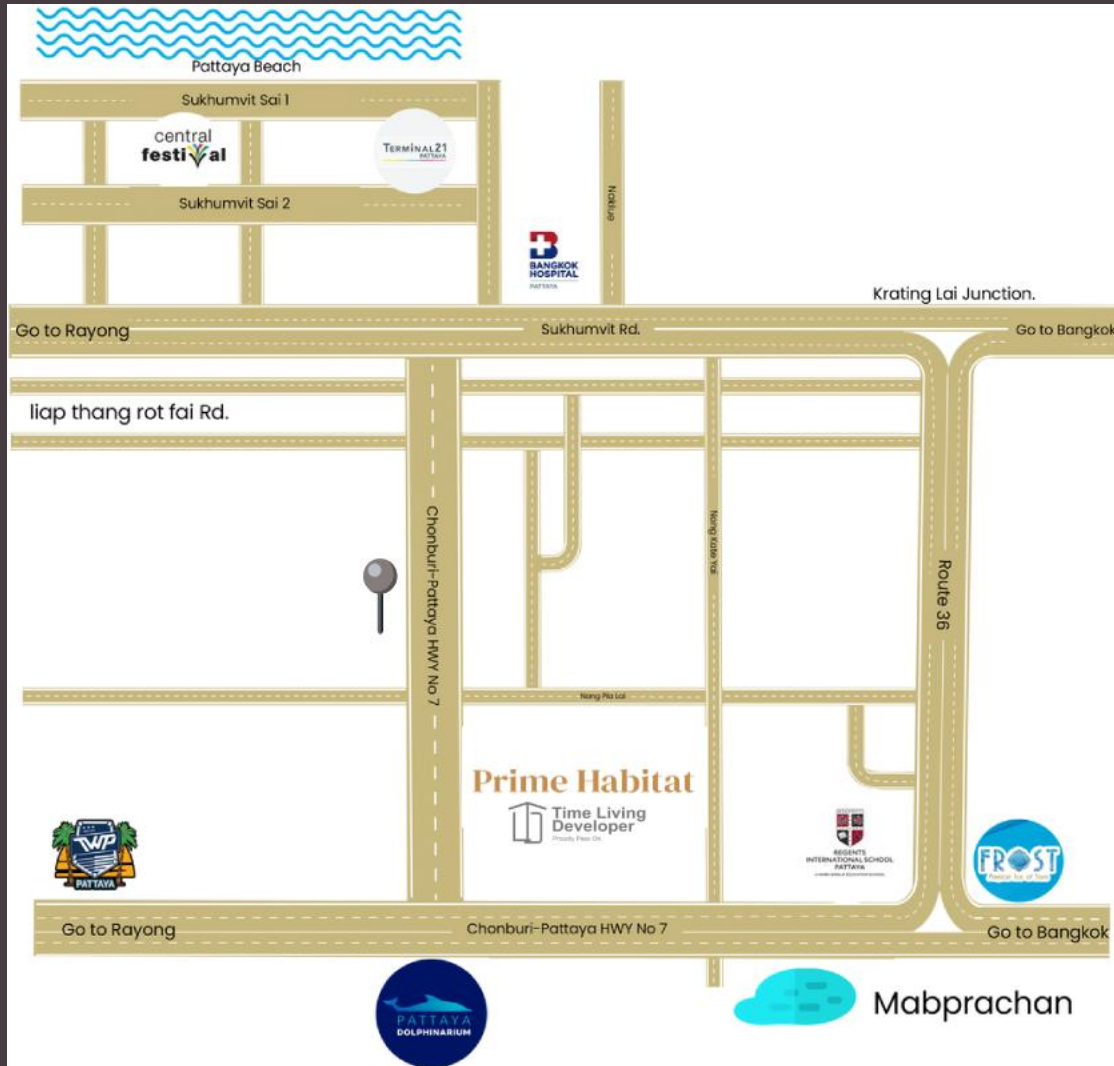 Pattaya Beach
Sukhumvit Sai 1
central
festival
TERMINAL21
PATTAYA
Sukhumvit Sai 2
Naklue
BANGKOK
HOSPITAL
PATTAYA
Krating Lai Junction.
Go to Rayong
Sukhumvit Rd.
Go to Bangkok
liap thang rot fai Rd.
Chonburi-Pattaya HWY No 7
Nong Kate Yai
Route 36
Nong Pla Lai
Prime Habitat
Time Living
Developer
TWP
PATTAYA
REGENTS
INTERNATIONAL SCHOOL
PATTAYA
FROST
Go to Rayong
Chonburi-Pattaya HWY No 7
Go to Bangkok
PATTAYA
DOLPHINARIUM
Mabprachan